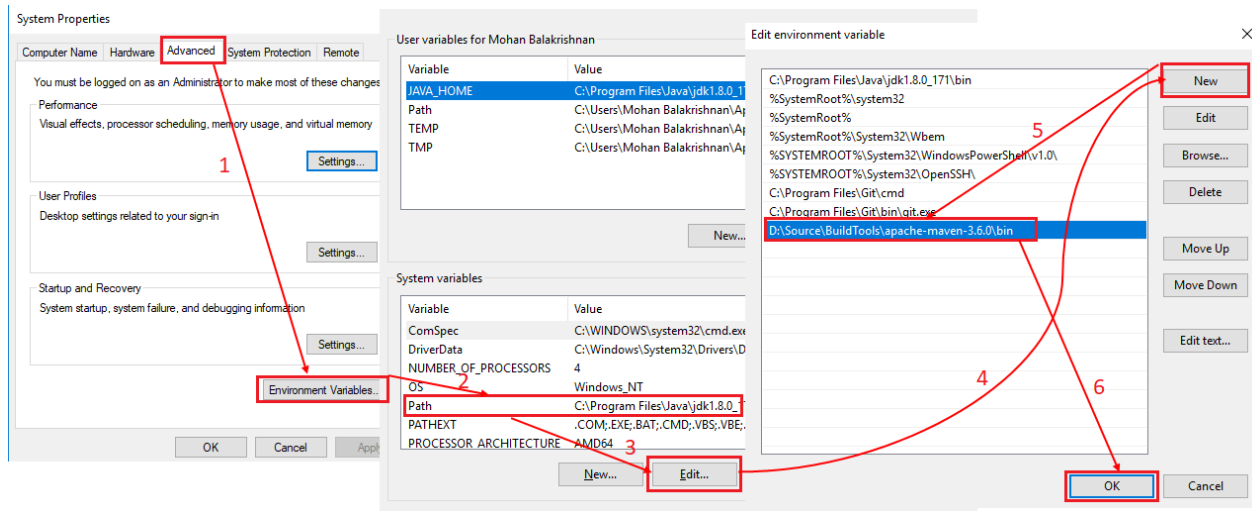 System Properties
Computer Name Hardware Advanced System Protection Remote
You must be logged on as an Administrator to make most of these changes
Performance
Visual effects, processor scheduling, memory usage, and virtual memory
1
Settings...
User Profiles
Desktop settings related to your sign-in
Settings...
Startup and Recovery
System startup, system failure, and debugging information
Settings...
Environment Variables..
OK Cancel Apply
User variables for Mohan Balakrishnan
Variable Value
JAVA_HOME C:\Program Files\Java\jdk1.8.0_1
Path C:\Users\Mohan Balakrishnan\Ap
TEMP C:\Users\Mohan Balakrishnan\Ap
TMP C:\Users\Mohan Balakrishnan\Ap
New...
System variables
Variable Value
ComSpec C:\WINDOWS\system32\cmd.exe
DriverData C:\Windows\System32\Drivers\D
NUMBER_OF_PROCESSORS 4
2
OS Windows_NT
Path C:\Program Files\Java\jdk1.8.0_1
PATHEXT .COM;.EXE;.BAT;.CMD;.VBS;.VBE;.
PROCESSOR_ARCHITECTURE AMD64
3
New... Edit...
Edit environment variable
C:\Program Files\Java\jdk1.8.0_171\bin
%SystemRoot%\system32
%SystemRoot%
%SystemRoot%\System32\Wbem
%SYSTEMROOT%\System32\WindowsPowerShell\v1.0\
%SYSTEMROOT%\System32\OpenSSH\
C:\Program Files\Git\cmd
C:\Program Files\Git\bin\git.exe
D:\Source\BuildTools\apache-maven-3.6.0\bin
5
4
6
New
Edit
Browse...
Delete
Move Up
Move Down
Edit text...
OK Cancel